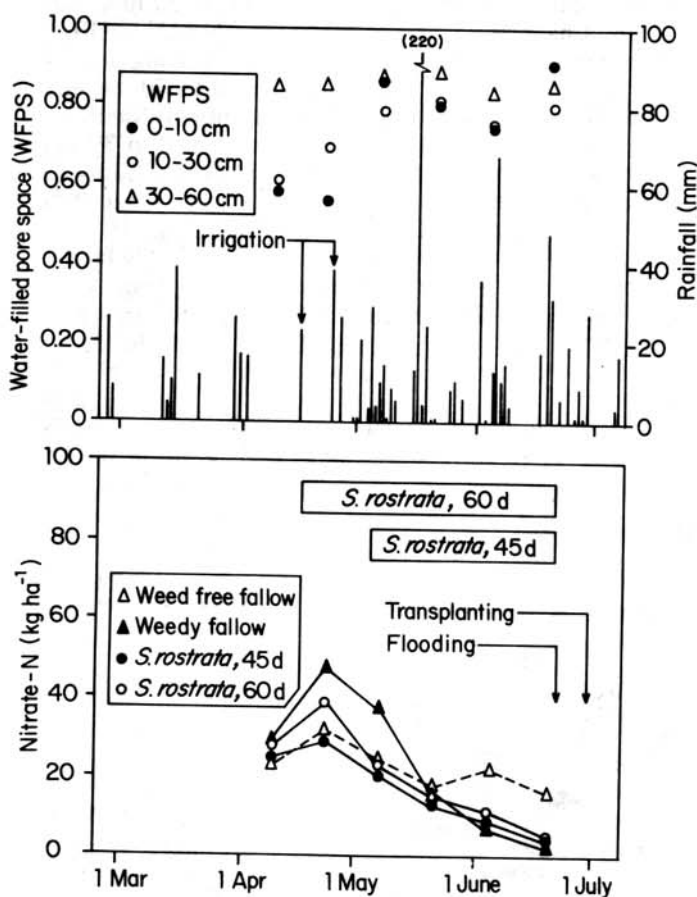 (220)
1.00
0.80
0.60
0.40
0.20
0
Water-filled pore space (WFPS)
100
80
60
40
20
0
Rainfall (mm)
WFPS
● 0-10 cm
○ 10-30 cm
△ 30-60 cm
Irrigation
100
80
60
40
20
0
Nitrate-N (kg ha⁻¹)
S. rostrata, 60 d
S. rostrata, 45d
△ Weed free fallow
▲ Weedy fallow
● S. rostrata, 45d
○ S. rostrata, 60d
Transplanting
Flooding
1 Mar 1 Apr 1 May 1 June 1 July